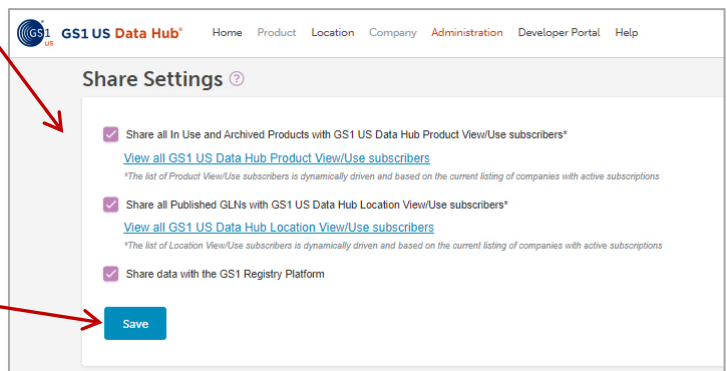 GS1 US
GS1 US Data Hub® Home Product Location Company Administration Developer Portal Help
Share Settings ?
Share all In Use and Archived Products with GS1 US Data Hub Product View/Use subscribers*
View all GS1 US Data Hub Product View/Use subscribers
*The list of Product View/Use subscribers is dynamically driven and based on the current listing of companies with active subscriptions
Share all Published GLNs with GS1 US Data Hub Location View/Use subscribers*
View all GS1 US Data Hub Location View/Use subscribers
*The list of Location View/Use subscribers is dynamically driven and based on the current listing of companies with active subscriptions
Share data with the GS1 Registry Platform
Save